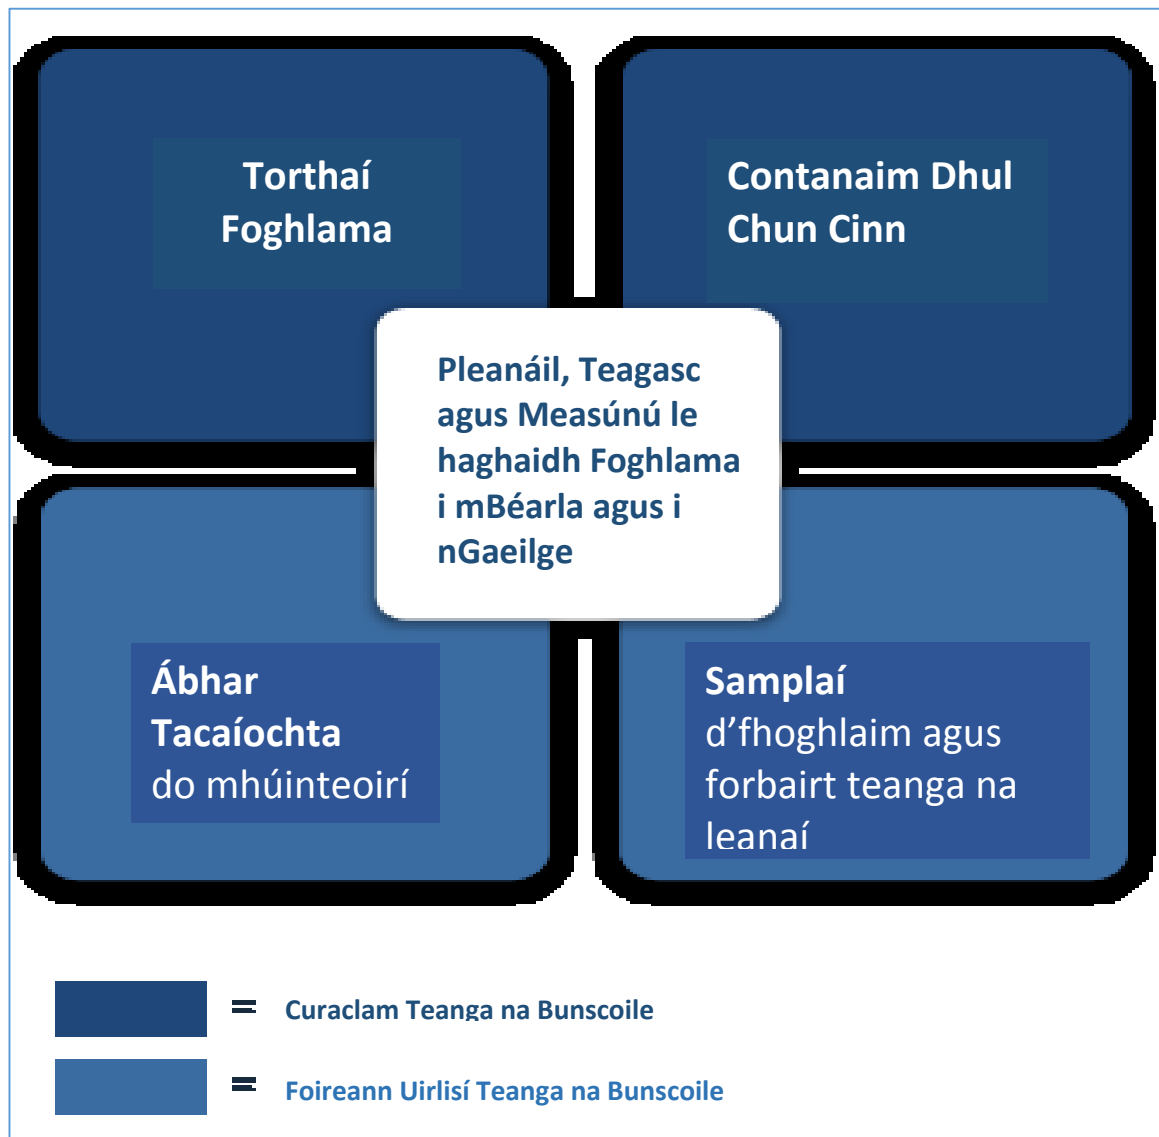 Torthaí
Foghlama
Contanaim Dhul
Chun Cinn
Pleanáil, Teagasc
agus Measúnú le
haghaidh Foghlama
i mBéarla agus i
nGaeilge
Ábhar
Tacaíochta
do mhúinteoirí
Samplaí
d’fhoghlaim agus
forbairt teanga na
leanaí
= Curaclam Teanga na Bunscoile
= Foireann Uirlisí Teanga na Bunscoile